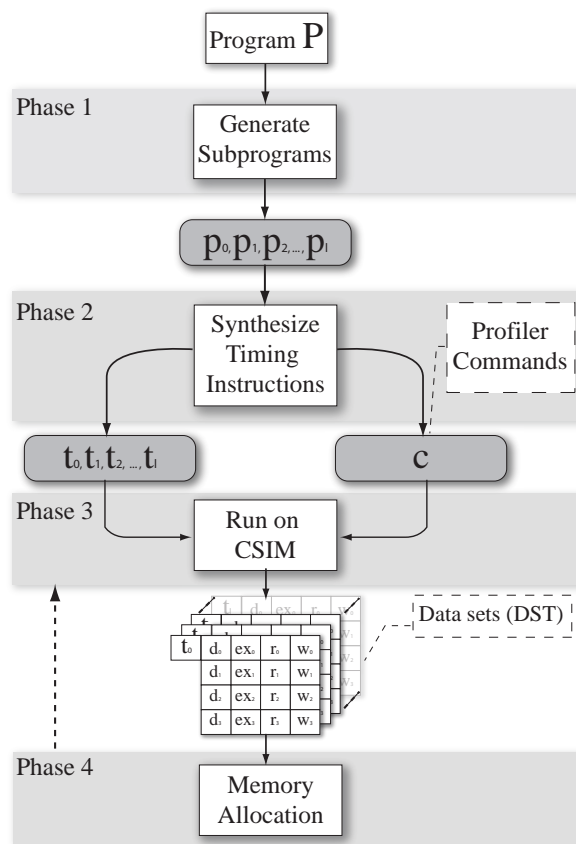 Program P
Phase 1
Generate
Subprograms
p₀,p₁,p₂,...,pₗ
Phase 2
Synthesize
Timing
Instructions
Profiler
Commands
t₀,t₁,t₂, ...,tₗ
c
Phase 3
Run on
CSIM
Data sets (DST)
t₀
d₀ ex₀ r₀ w₀
d₁ ex₁ r₁ w₁
d₂ ex₂ r₂ w₂
d₃ ex₃ r₃ w₃
Phase 4
Memory
Allocation